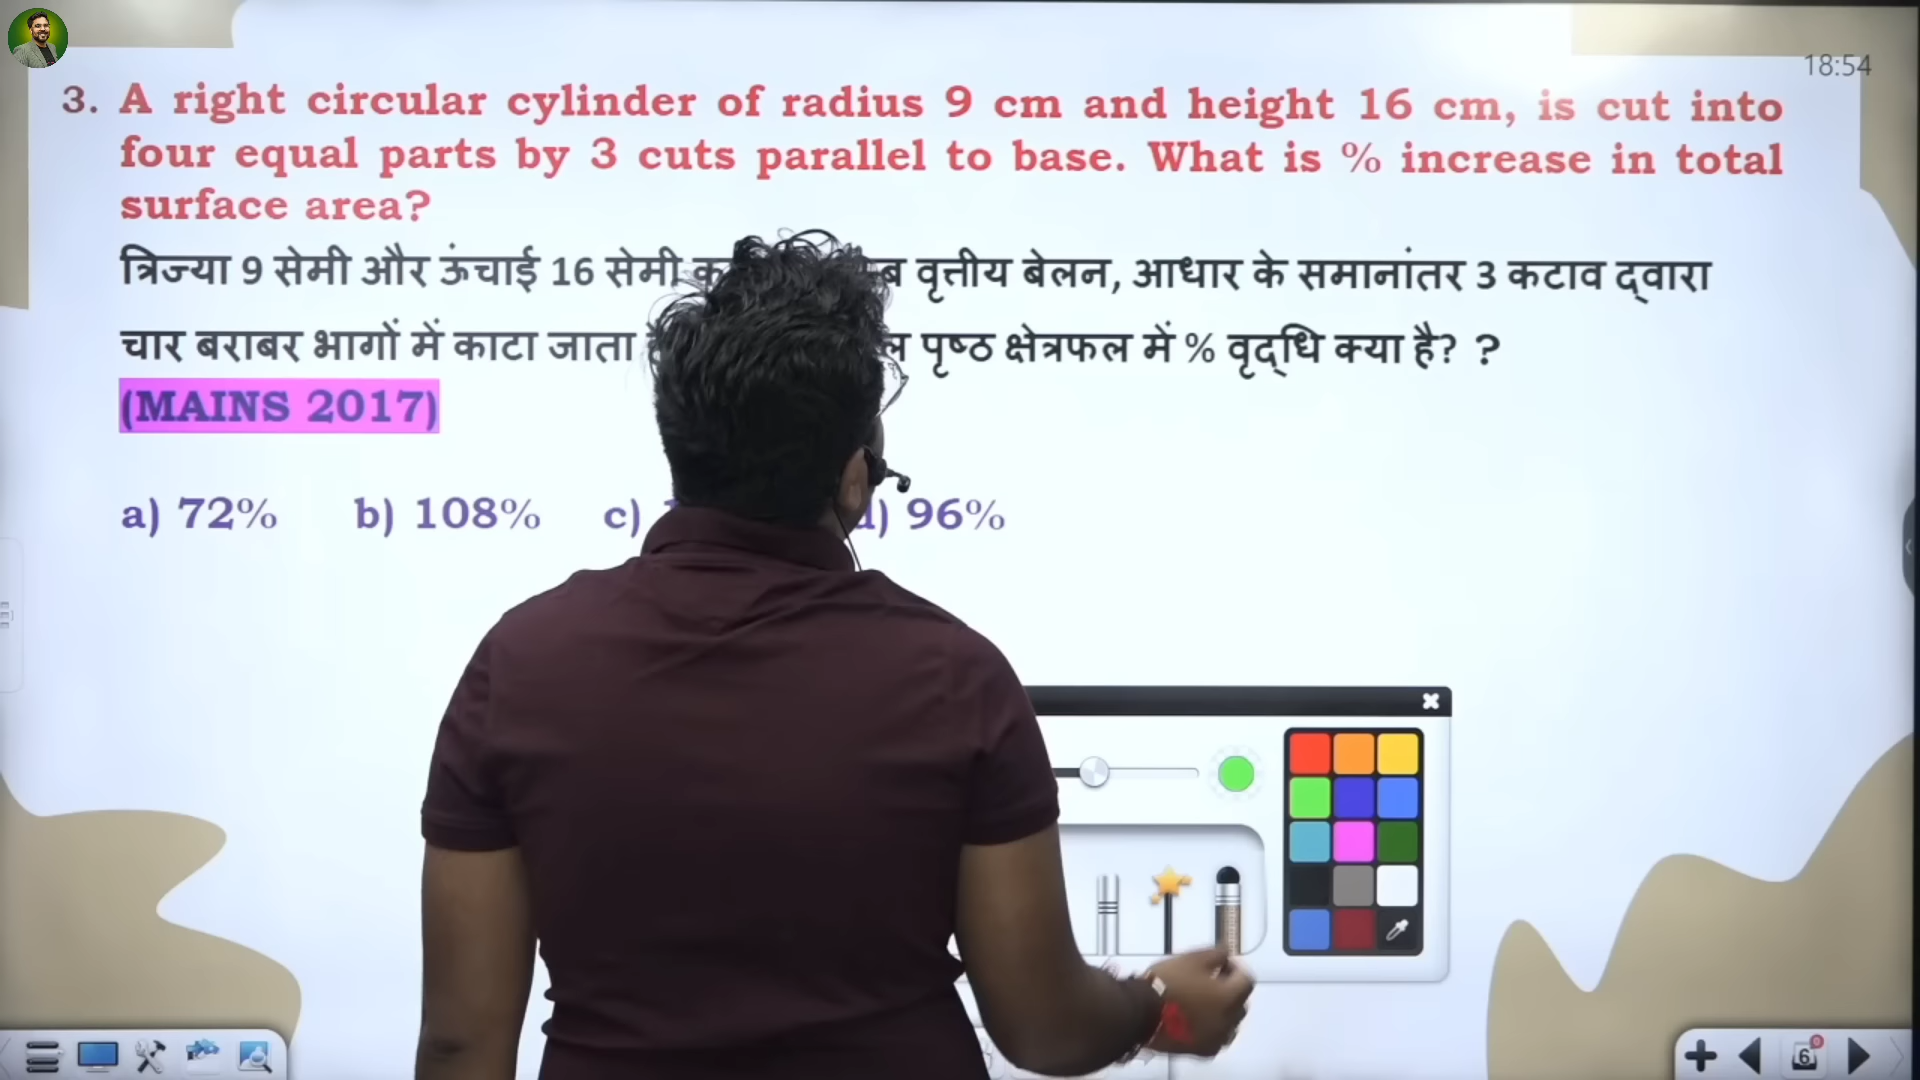 18:54
3. A right circular cylinder of radius 9 cm and height 16 cm, is cut into
four equal parts by 3 cuts parallel to base. What is % increase in total
surface area?
त्रिज्या 9 सेमी और ऊंचाई 16 सेमी वृत्तीय बेलन, आधार के समानांतर 3 कटाव द्वारा
चार बराबर भागों में काटा जाता पृष्ठ क्षेत्रफल में % वृद्धि क्या है? ?
(MAINS 2017)
a) 72% b) 108% c) d) 96%
6